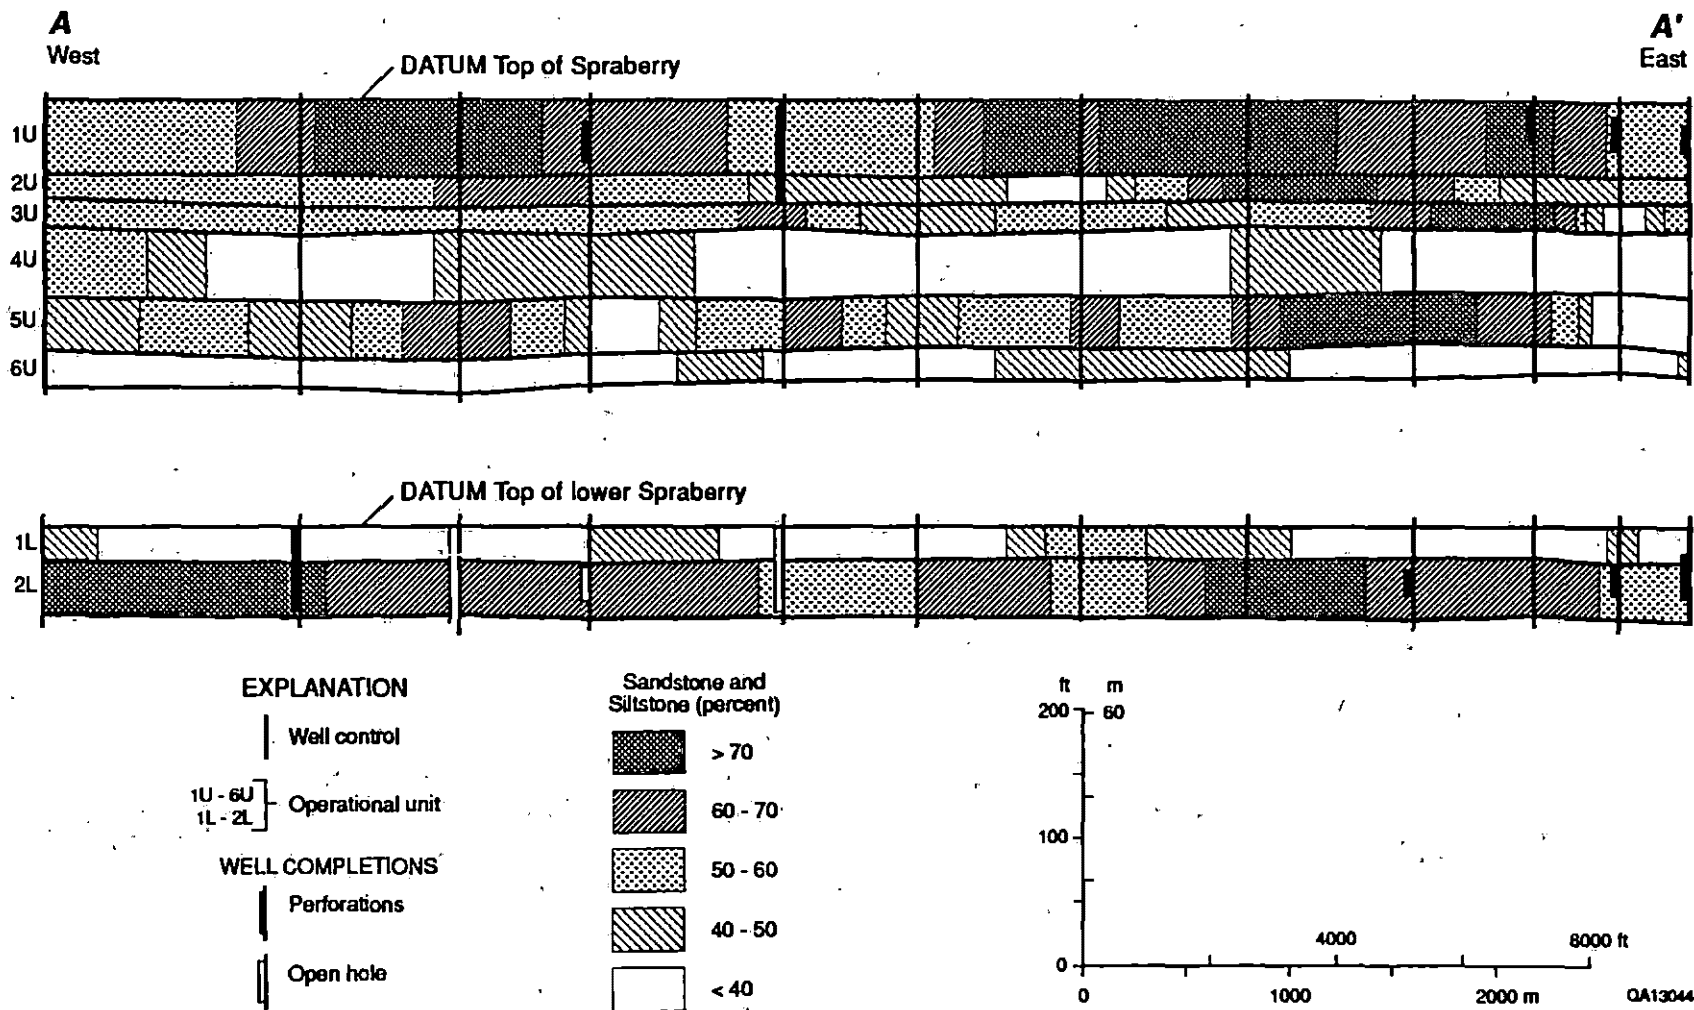 A
West
A'
East
DATUM Top of Spraberry
1U
2U
3U
4U
5U
6U
DATUM Top of lower Spraberry
1L
2L
EXPLANATION
Well control
1U - 6U
1L - 2L
Operational unit
WELL COMPLETIONS
Perforations
Open hole
Sandstone and
Siltstone (percent)
> 70
60 - 70
50 - 60
40 - 50
< 40
ft m
200 60
100
0
4000 8000 ft
0 1000 2000 m
QA13044